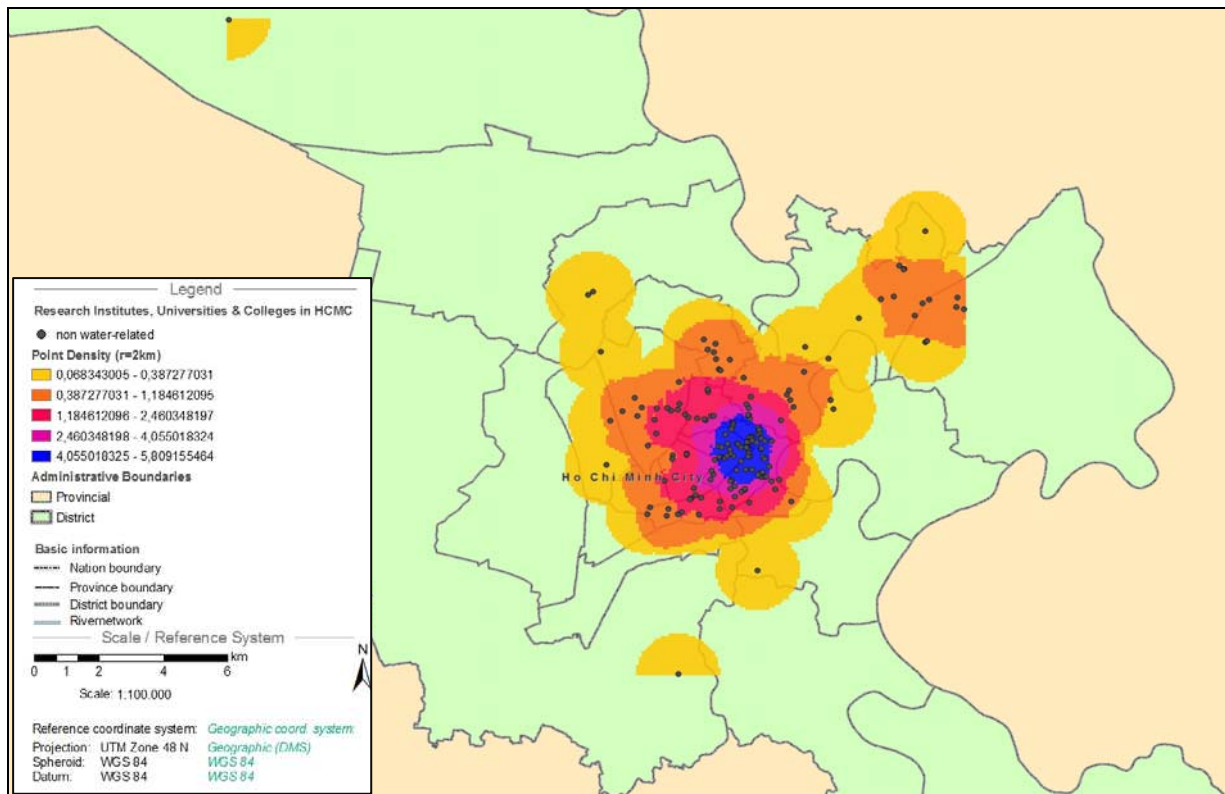 Legend
Research Institutes, Universities & Colleges in HCMC
non water-related
Point Density (r=2km)
0,068343005 - 0,387277031
0,387277031 - 1,184612095
1,184612096 - 2,460348197
2,460348198 - 4,055018324
4,055018325 - 5,809155464
Administrative Boundaries
Provincial
District
Basic information
Nation boundary
Province boundary
District boundary
Rivernetwork
Scale / Reference System
km
0 1 2 4 6
N
Scale: 1:100.000
Reference coordinate system: Geographic coord. system:
Projection: UTM Zone 48 N Geographic (DMS)
Spheroid: WGS 84 WGS 84
Datum: WGS 84 WGS 84
Ho Chi Minh City